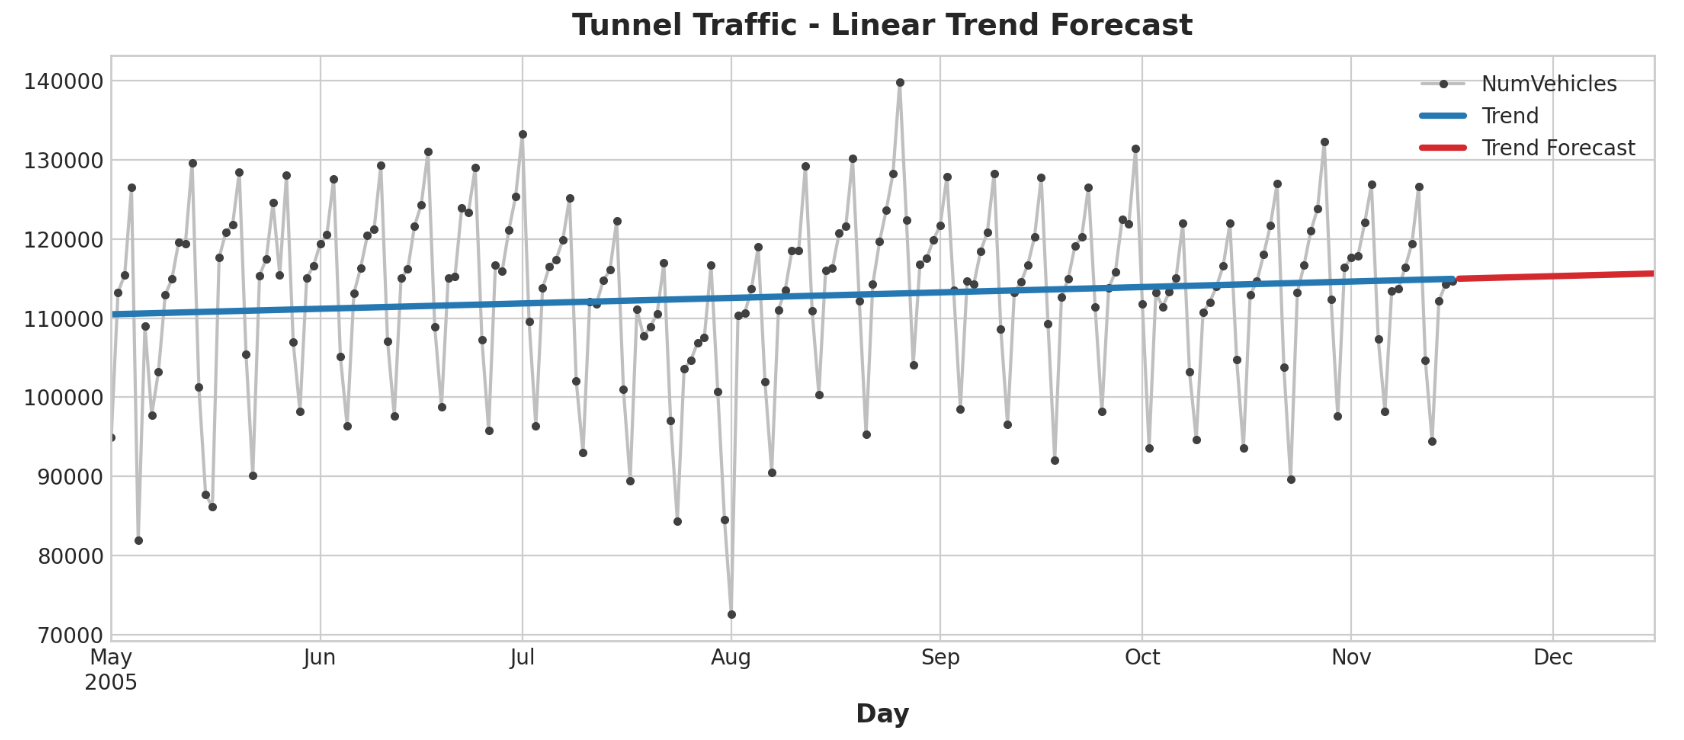 Tunnel Traffic - Linear Trend Forecast
140000
130000
120000
110000
100000
90000
80000
70000
NumVehicles
Trend
Trend Forecast
May Jun Jul Aug Sep Oct Nov Dec
2005
Day